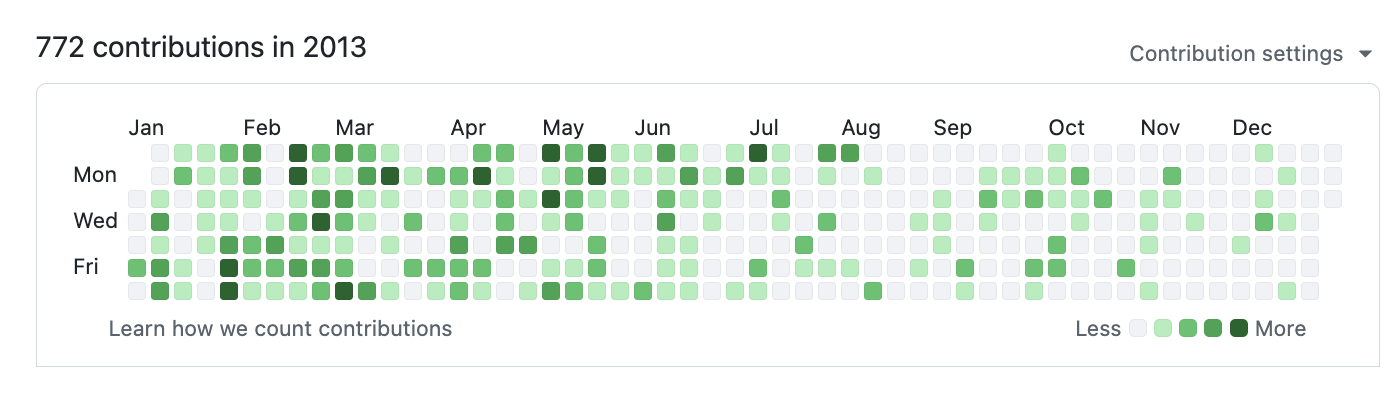 772 contributions in 2013
Contribution settings
Jan Feb Mar Apr May Jun Jul Aug Sep Oct Nov Dec
Mon
Wed
Fri
Learn how we count contributions
Less More